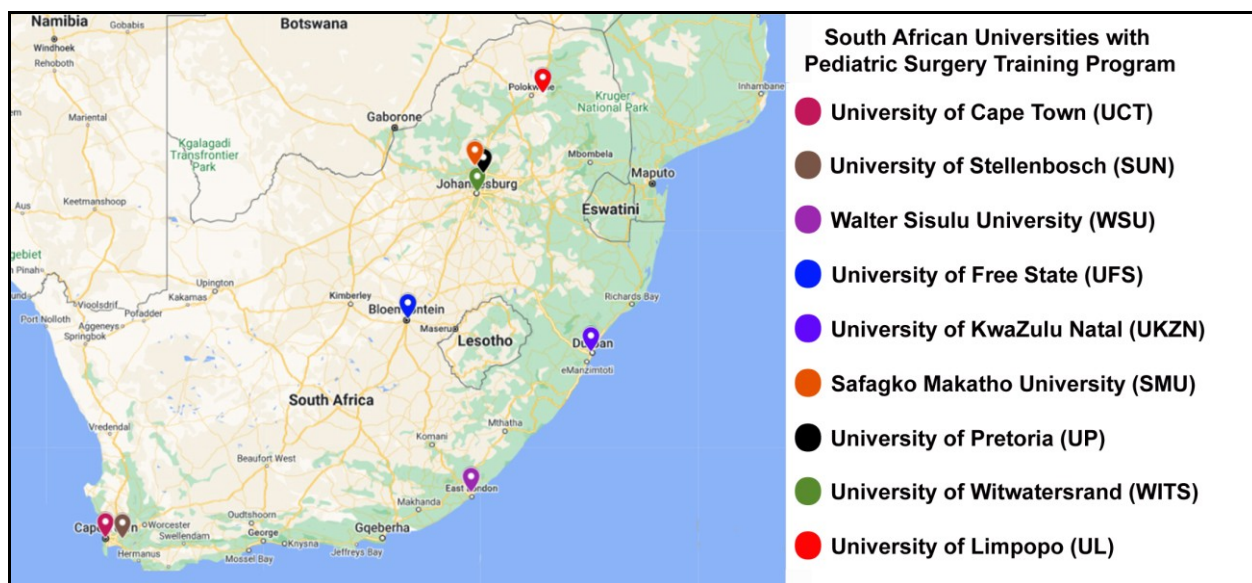 Namibia
Gobabis
Windhoek
Rehoboth
Botswana
Mariental
Kgalagadi
Transfrontier
Park
Gaborone
Polokwane
Kruger
National Park
Inhambane
Aus
Keetmanshoop
Johannesburg
Mbombela
Maputo
Eswatini
Upington
Kakamas
Vioolsdrif
Pofadder
Port Nolloth
Aggeneys
Springbok
Kimberley
Bloemfontein
Maseru
Lesotho
Richards Bay
Durban
eManzimtoti
South Africa
Mthatha
Komani
Vredendal
Beaufort West
East London
Makhanda
Cape Town
Worcester
Swellendam
Hermanus
Oudtshoorn
George
Mossel Bay
Knysna
Jeffreys Bay
Gqeberha
South African Universities with
Pediatric Surgery Training Program
University of Cape Town (UCT)
University of Stellenbosch (SUN)
Walter Sisulu University (WSU)
University of Free State (UFS)
University of KwaZulu Natal (UKZN)
Safagko Makatho University (SMU)
University of Pretoria (UP)
University of Witwatersrand (WITS)
University of Limpopo (UL)